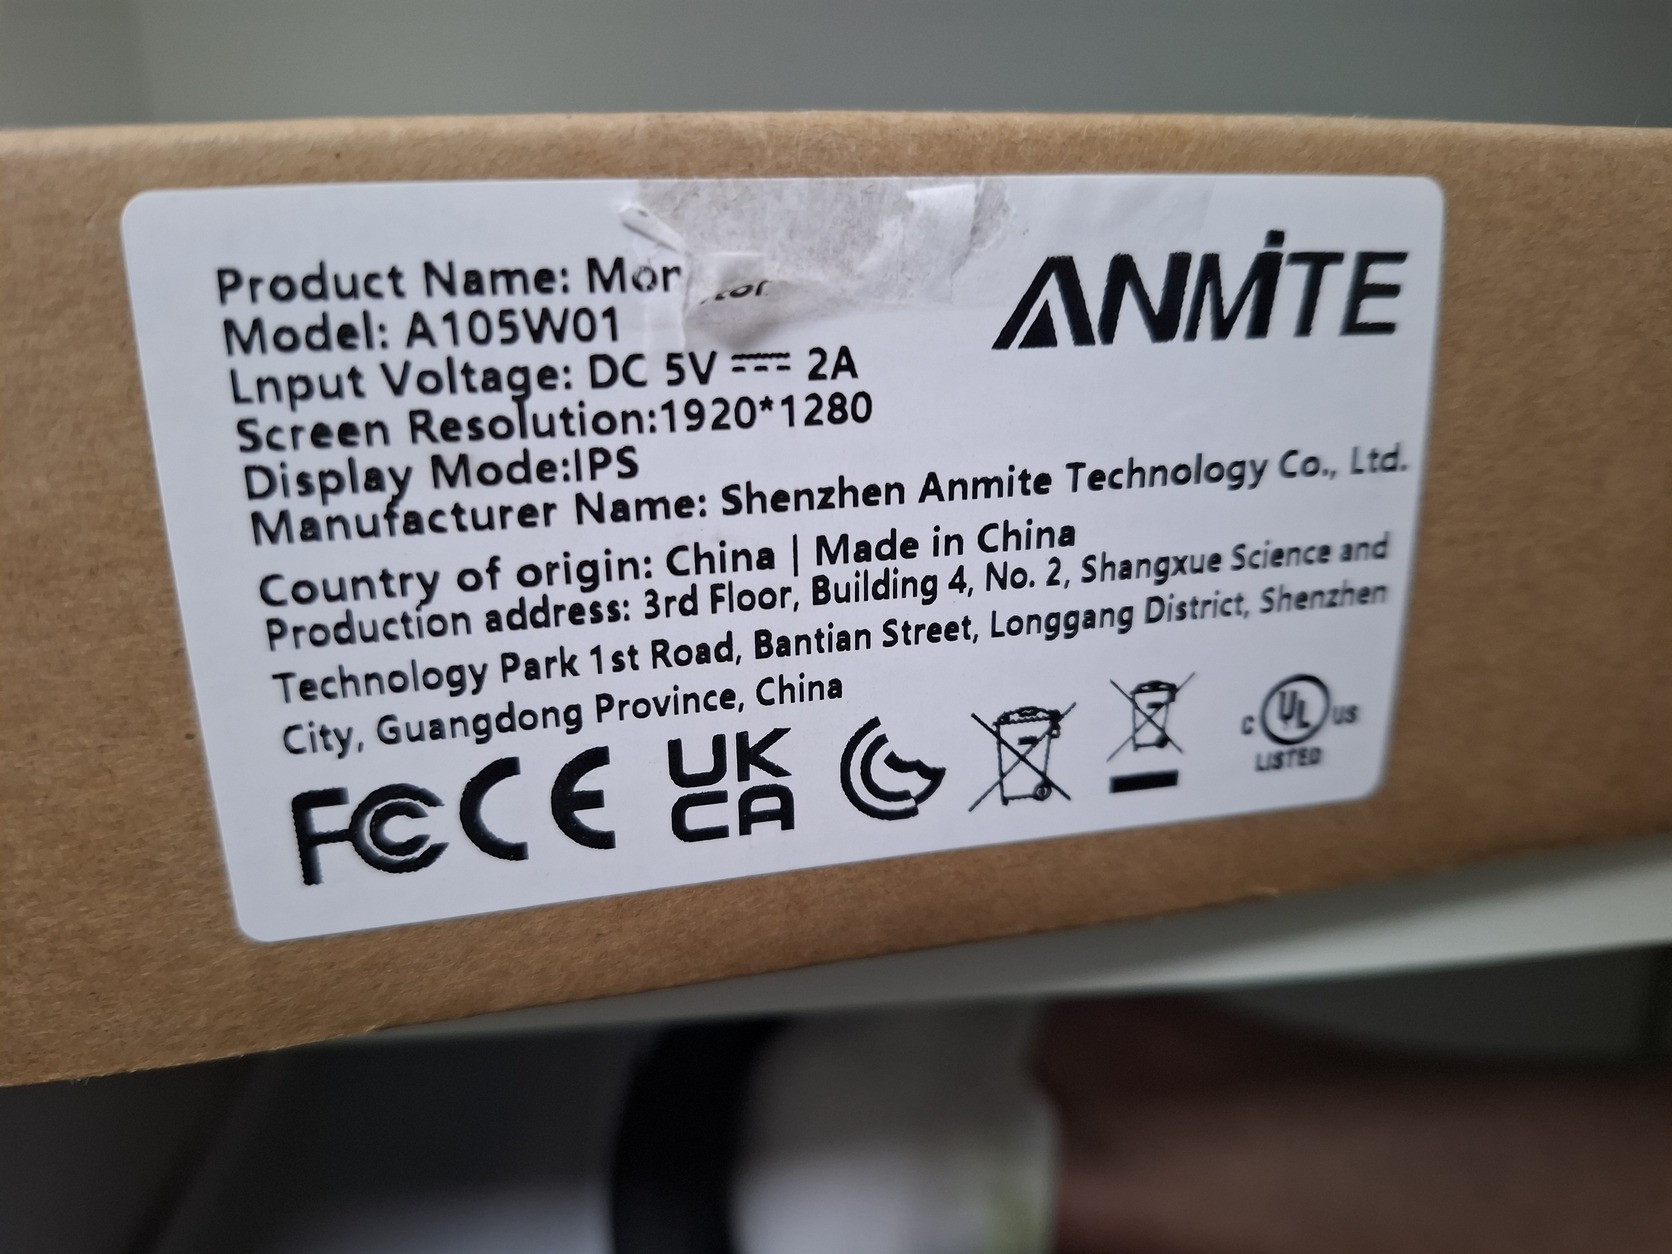 ANMITE
Product Name: Mor tor
Model: A105W01
Lnput Voltage: DC 5V ⎓ 2A
Screen Resolution:1920*1280
Display Mode:IPS
Manufacturer Name: Shenzhen Anmite Technology Co., Ltd.
Country of origin: China | Made in China
Production address: 3rd Floor, Building 4, No. 2, Shangxue Science and
Technology Park 1st Road, Bantian Street, Longgang District, Shenzhen
City, Guangdong Province, China
FC CE UK CA C UL US
LISTED